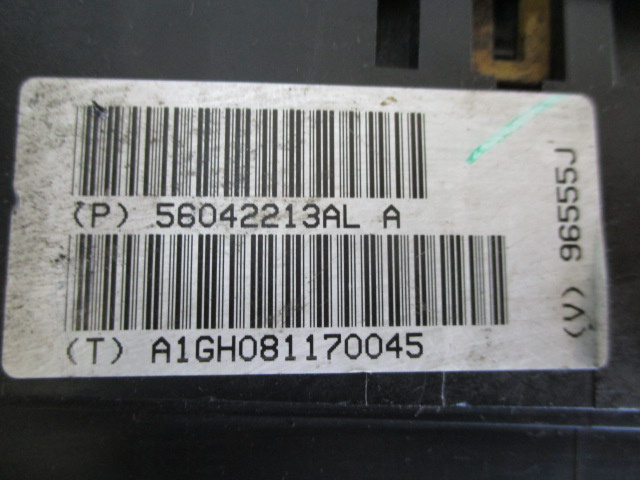 (P) 56042213AL A
(T) A1GH081170045
(V) 96555J